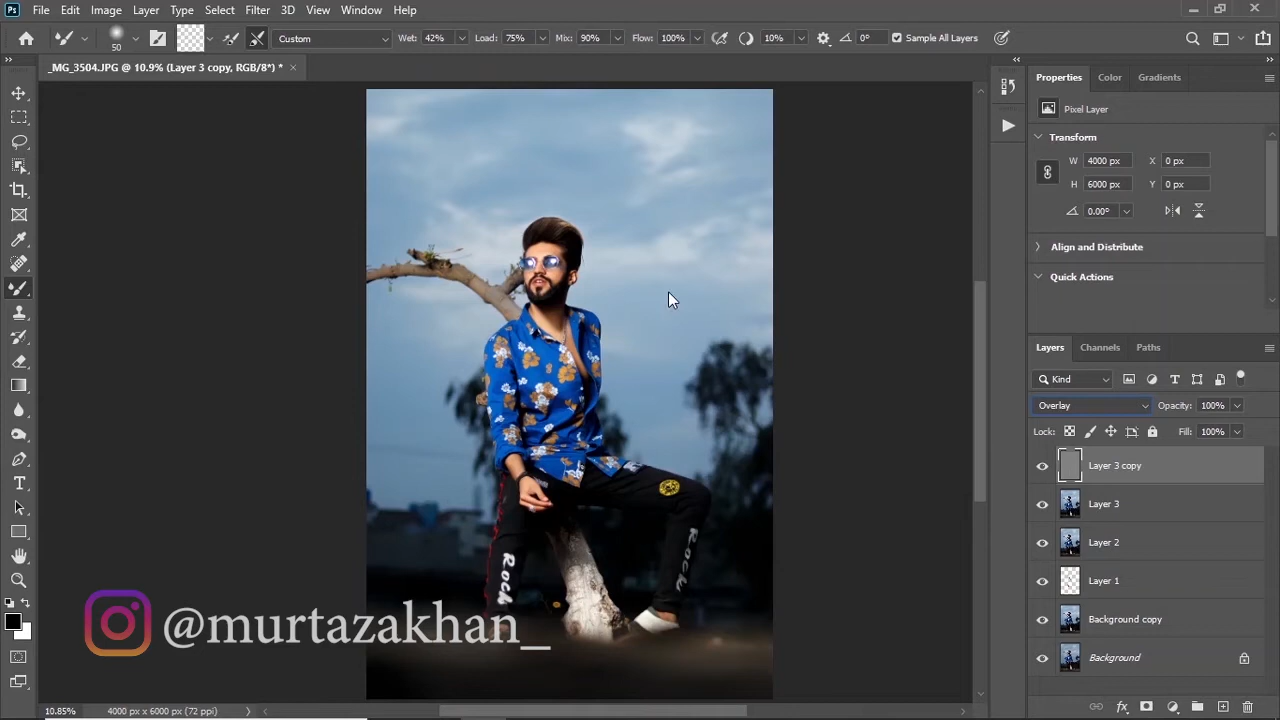 Ps File Edit Image Layer Type Select Filter 3D View Window Help
50 Custom Wet: 42% Load: 75% Mix: 90% Flow: 100% 10% 0° Sample All Layers
_MG_3504.JPG @ 10.9% (Layer 3 copy, RGB/8*) *
Properties Color Gradients
Pixel Layer
Transform
W 4000 px X 0 px
H 6000 px Y 0 px
0.00°
Align and Distribute
Quick Actions
Layers Channels Paths
Kind
Overlay Opacity: 100%
Lock: Fill: 100%
Layer 3 copy
Layer 3
Layer 2
Layer 1
Background copy
Background
Rock
Rock
@murtazakhan_
10.85% 4000 px x 6000 px (72 ppi)